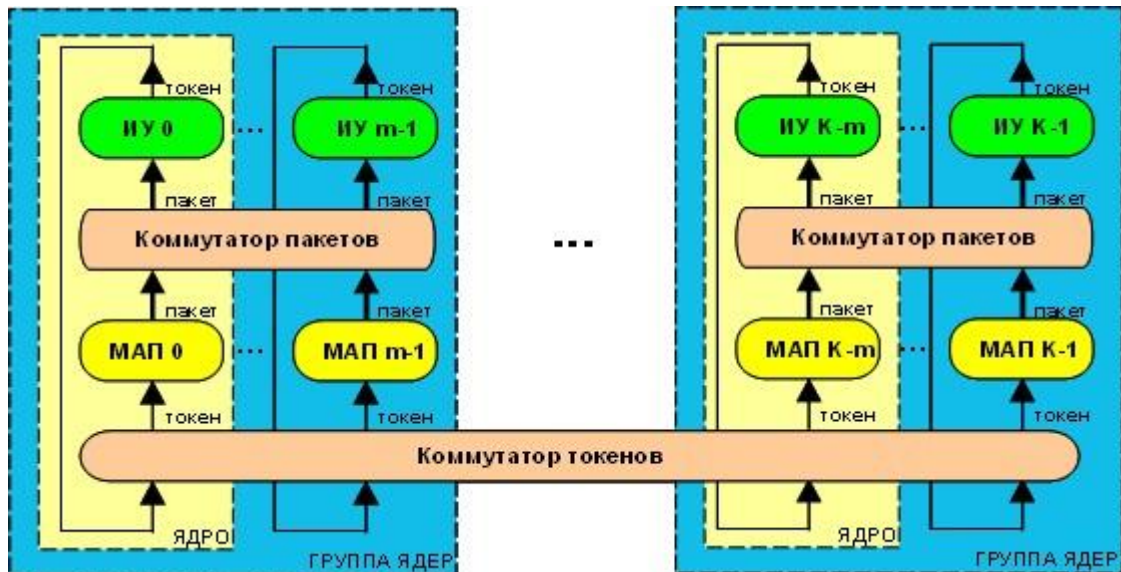 токен токен токен токен
ИУ 0 ... ИУ m-1 ИУ K-m ... ИУ K-1
пакет пакет пакет пакет
Коммутатор пакетов ... Коммутатор пакетов
пакет пакет пакет пакет
МАП 0 ... МАП m-1 МАП K-m ... МАП K-1
токен токен токен токен
Коммутатор токенов
ЯДРО ЯДРО
ГРУППА ЯДЕР ГРУППА ЯДЕР